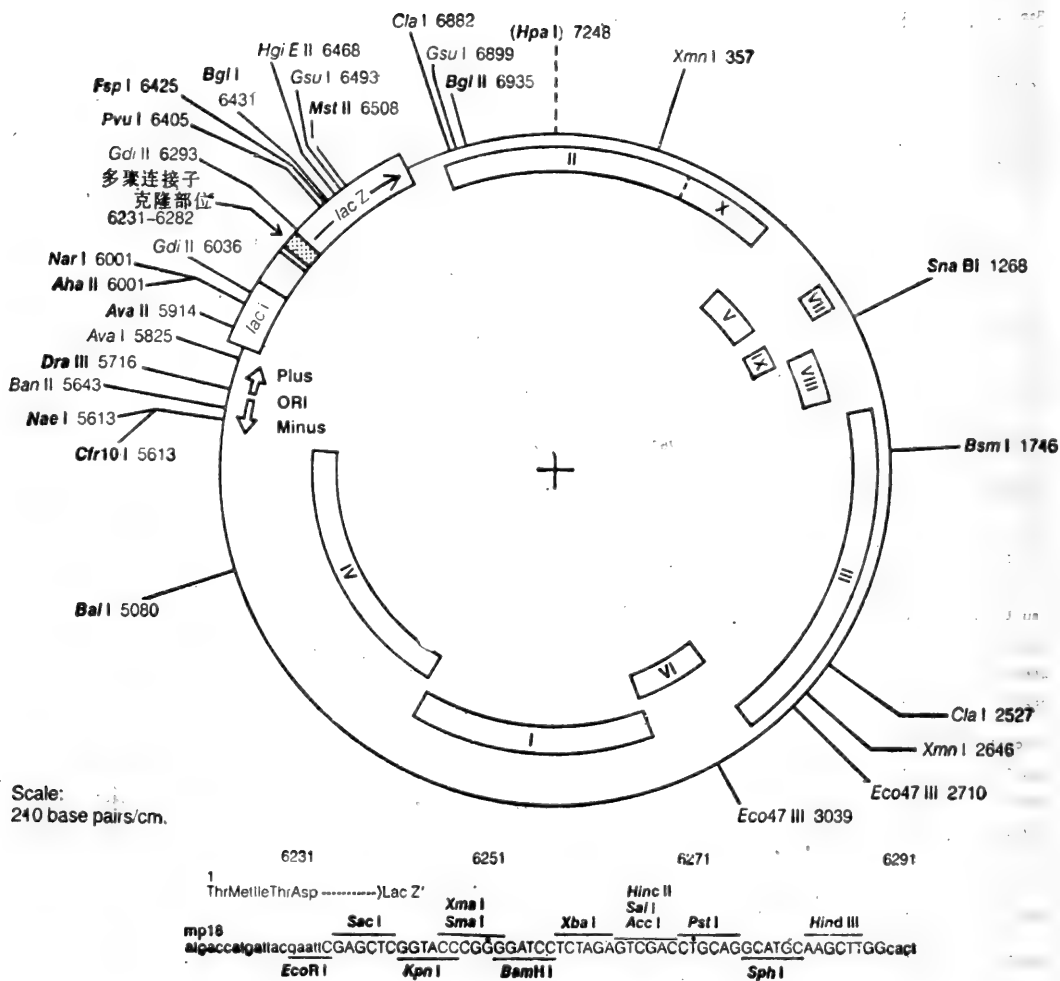 Cla I 6882
(Hpa I) 7248
Gsu I 6899
Bgl II 6935
Xmn I 357
HgiE II 6468
Bgl I
6431
Gsu I 6493
Fsp I 6425
Mst II 6508
Pvu I 6405
Gdi II 6293
多聚连接子
克隆部位
6231-6282
Gdi II 6036
Nar I 6001
Aha II 6001
Ava II 5914
Ava I 5825
Dra III 5716
Ban II 5643
Nae I 5613
Cfr10 I 5613
Bal I 5080
lac Z
lac i
Plus
ORI
Minus
II
X
V
VII
IX
VIII
III
IV
VI
I
Sna BI 1268
Bsm I 1746
Cla I 2527
Xmn I 2646
Eco47 III 2710
Eco47 III 3039
Scale:
240 base pairs/cm.
6231 6251 6271 6291
1
ThrMetIleThrAsp ----------)Lac Z'
Hinc II
Xma I Sal I
Sac I Sma I Xba I Acc I Pst I Hind III
mp18
atgaccatgattacgaattCGAGCTCGGTACCCGGGGATCCTCTAGAGTCGACCTGCAGGCATGCAAGCTTGGcact
EcoR I Kpn I BamH I Sph I